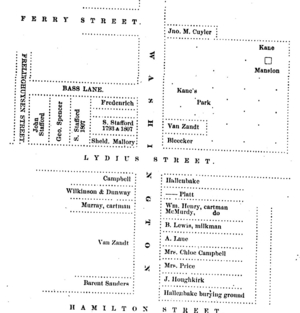 FERRY STREET.
Jno. M. Cuyler
Kane
Mansion
Kane's
Park
Van Zandt
Bleecker
WASHINGTON
FRELINGHUYSEN STREET
BASS LANE.
John
Stafford
Geo. Spencer
S. Stafford
1807
Fredenrich
S. Stafford
1793 & 1807
Sheld. Mallory
LYDIUS STREET.
Campbell
Wilkinson & Dunway
Murray, cartman
Van Zandt
Barent Sanders
Hallenbake
—— Platt
Wm. Henry, cartman
McMurdy, do
B. Lewis, milkman
A. Lane
Mrs. Chloe Campbell
Mrs. Price
J. Houghkirk
Hallenbake burying ground
HAMILTON STREET